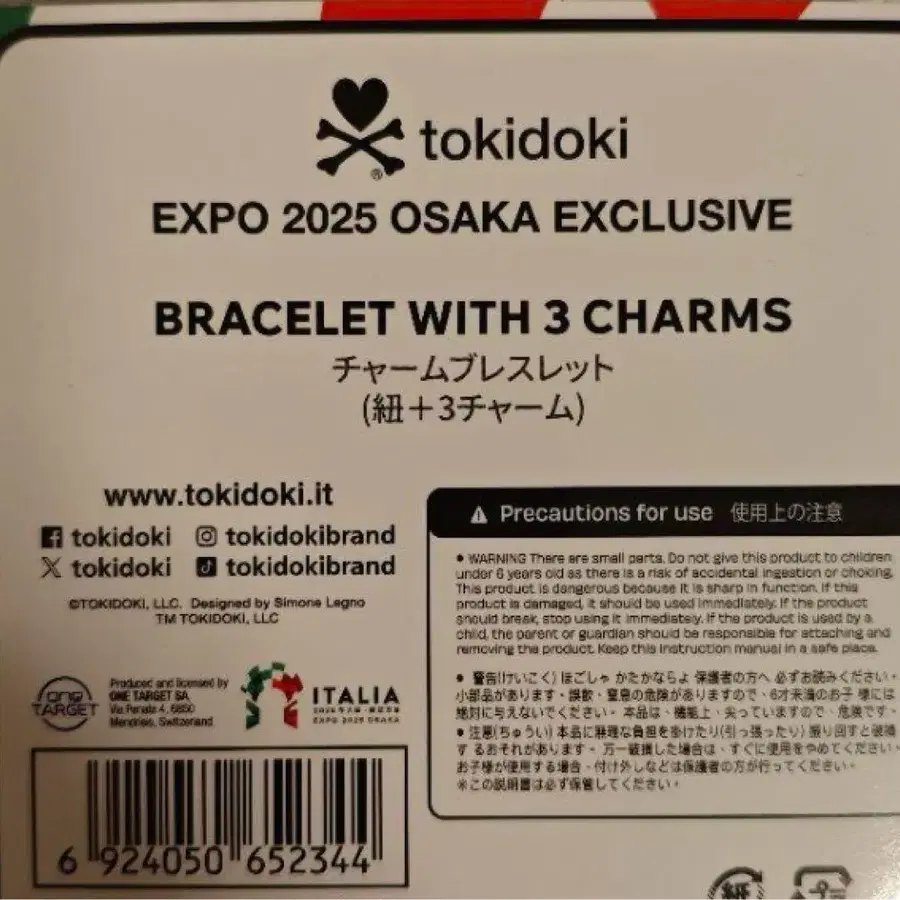 tokidoki
®
EXPO 2025 OSAKA EXCLUSIVE
BRACELET WITH 3 CHARMS
チャームブレスレット
(紐＋3チャーム)
www.tokidoki.it
tokidoki tokidokibrand
tokidoki tokidokibrand
©TOKIDOKI, LLC. Designed by Simone Legno
TM TOKIDOKI, LLC
one TARGET
Produced and licensed by
ONE TARGET SA
Via Penate 4, 6850
Mendrisio, Switzerland
ITALIA
EXPO 2025 OSAKA
6 924050 652344
Precautions for use 使用上の注意
• WARNING There are small parts. Do not give this product to children
under 6 years old as there is a risk of accidental ingestion or choking.
This product is dangerous because it is sharp in function. If this
product is damaged, it should be used immediately. If the product
should break, stop using it immediately. If the product is used by a
child, the parent or guardian should be responsible for attaching and
removing the product. Keep this instruction manual in a safe place.
• 警告(けいこく) ほごしゃ かたかならよ 保護者の方へ 必ずお読みください・
小部品があります・誤飲・窒息の危険がありますので・6才未満のお子 様には
絶対に与えないでください・ 本品は、機能上・尖っていますので・危険です・
• 注意(ちゅうい) 本品に無理な負担を掛けたり(引っ張ったり) 振り回すと破損
す るおそれがあります・ 万一破損した場合は、すぐに使用をやめてください・
お子様が使用する場合・付け外しなどは保護者の方が行ってください・
※この説明書は必ず保管してください・
紙